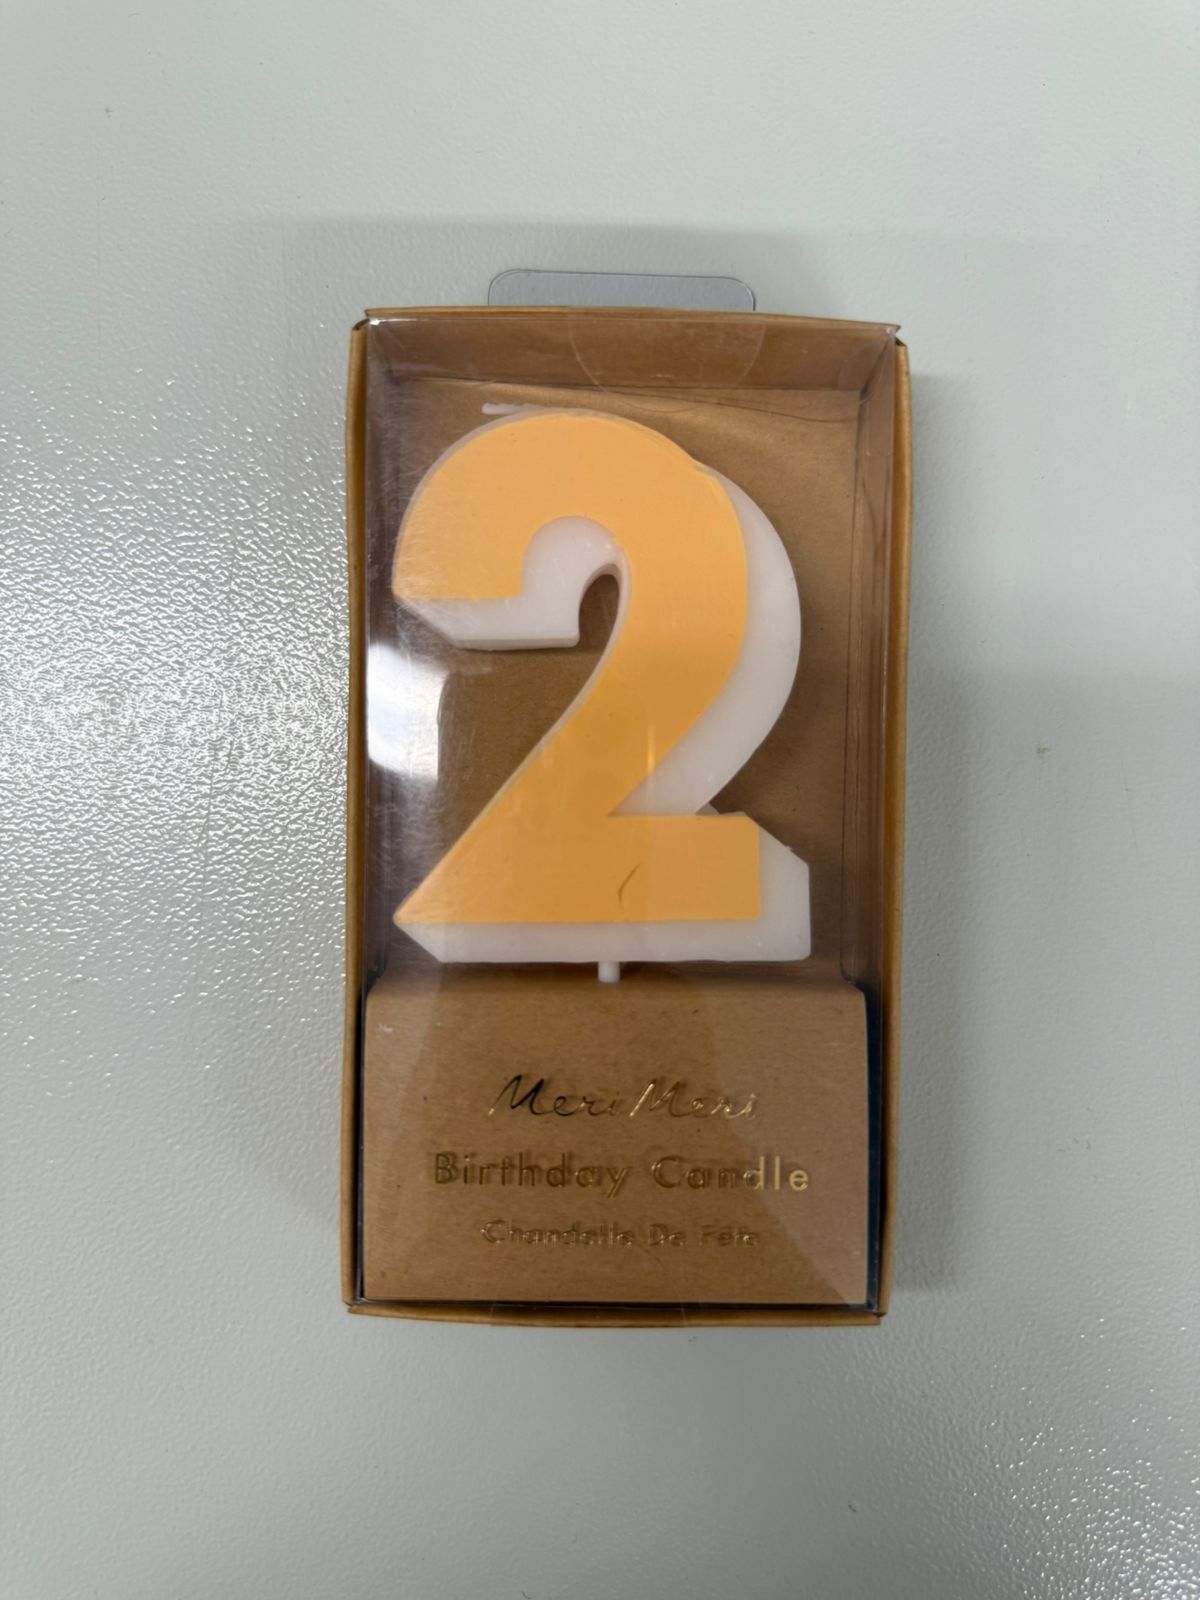 2
Meri Meri
Birthday Candle
Chandelle De Fête